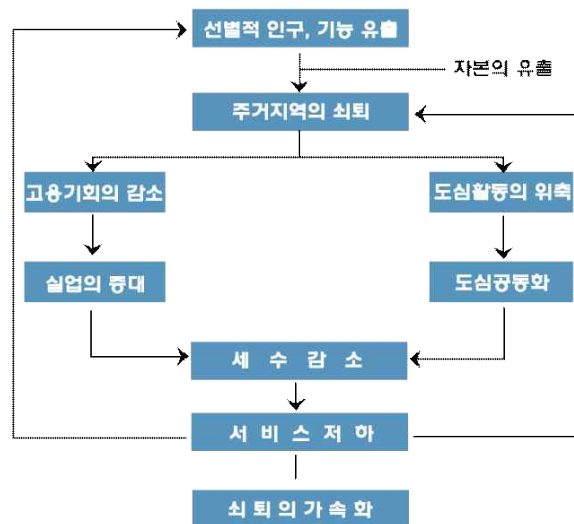 선별적 인구, 기능 유출
자본의 유출
주거지역의 쇠퇴
고용기회의 감소
도심활동의 위축
실업의 증대
도심공동화
세 수 감 소
서 비 스 저 하
쇠 퇴 의 가 속 화